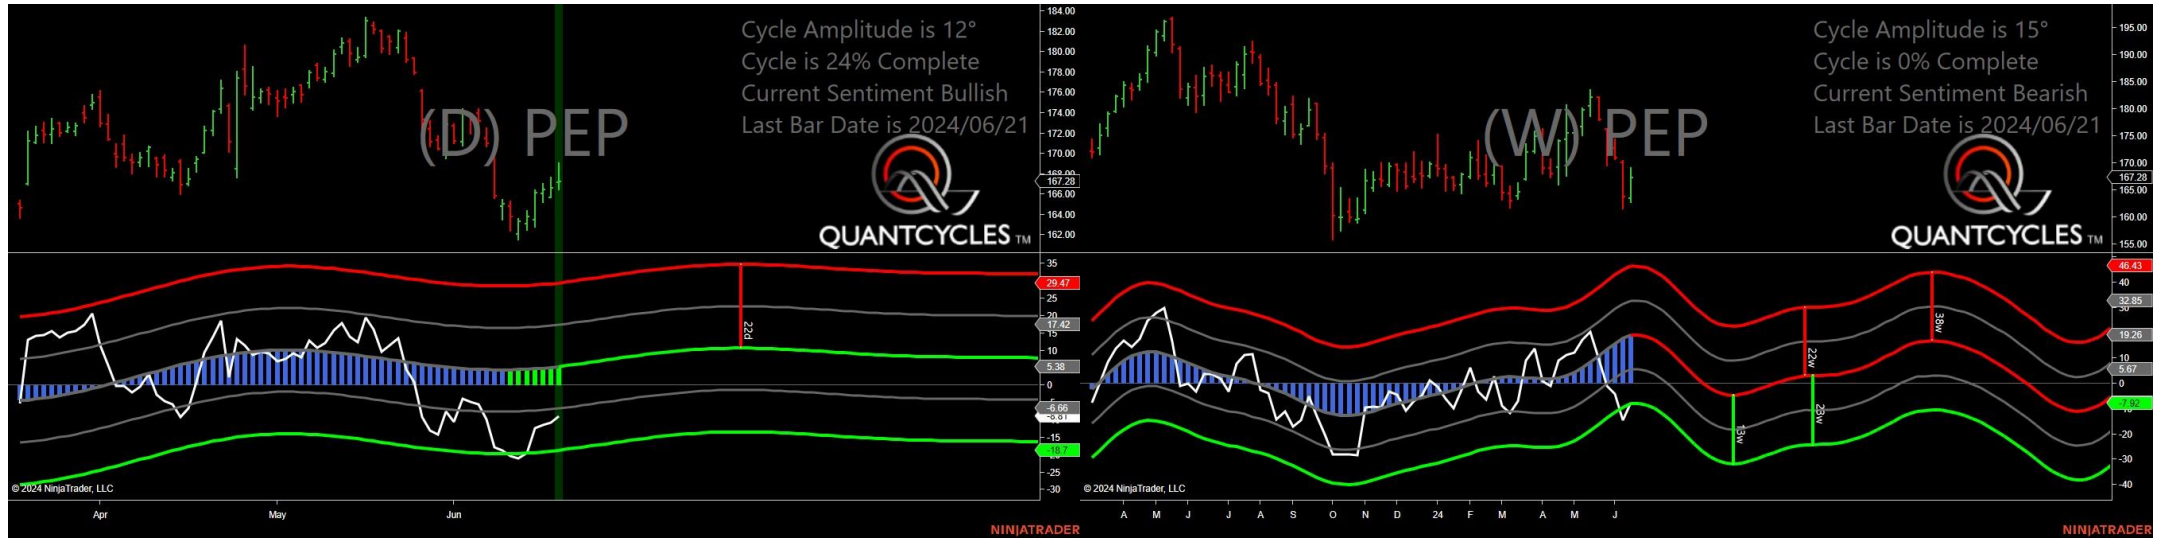 Cycle Amplitude is 12°
Cycle is 24% Complete
Current Sentiment Bullish
Last Bar Date is 2024/06/21
(D) PEP
QUANTCYCLES TM
184.00
182.00
180.00
178.00
176.00
174.00
172.00
170.00
167.28
166.00
164.00
162.00
35
29.47
25
20
17.42
15
10
5.38
0
-6.66
-15
-18.7
-25
-30
22d
© 2024 NinjaTrader, LLC
Apr May Jun
NINJATRADER
Cycle Amplitude is 15°
Cycle is 0% Complete
Current Sentiment Bearish
Last Bar Date is 2024/06/21
(W) PEP
QUANTCYCLES TM
195.00
190.00
185.00
180.00
175.00
170.00
167.28
165.00
160.00
155.00
46.43
40
32.85
30
19.26
10
5.67
0
-7.92
-20
-30
-40
38w
22w
13w
© 2024 NinjaTrader, LLC
A M J J A S O N D 24 F M A M J
NINJATRADER